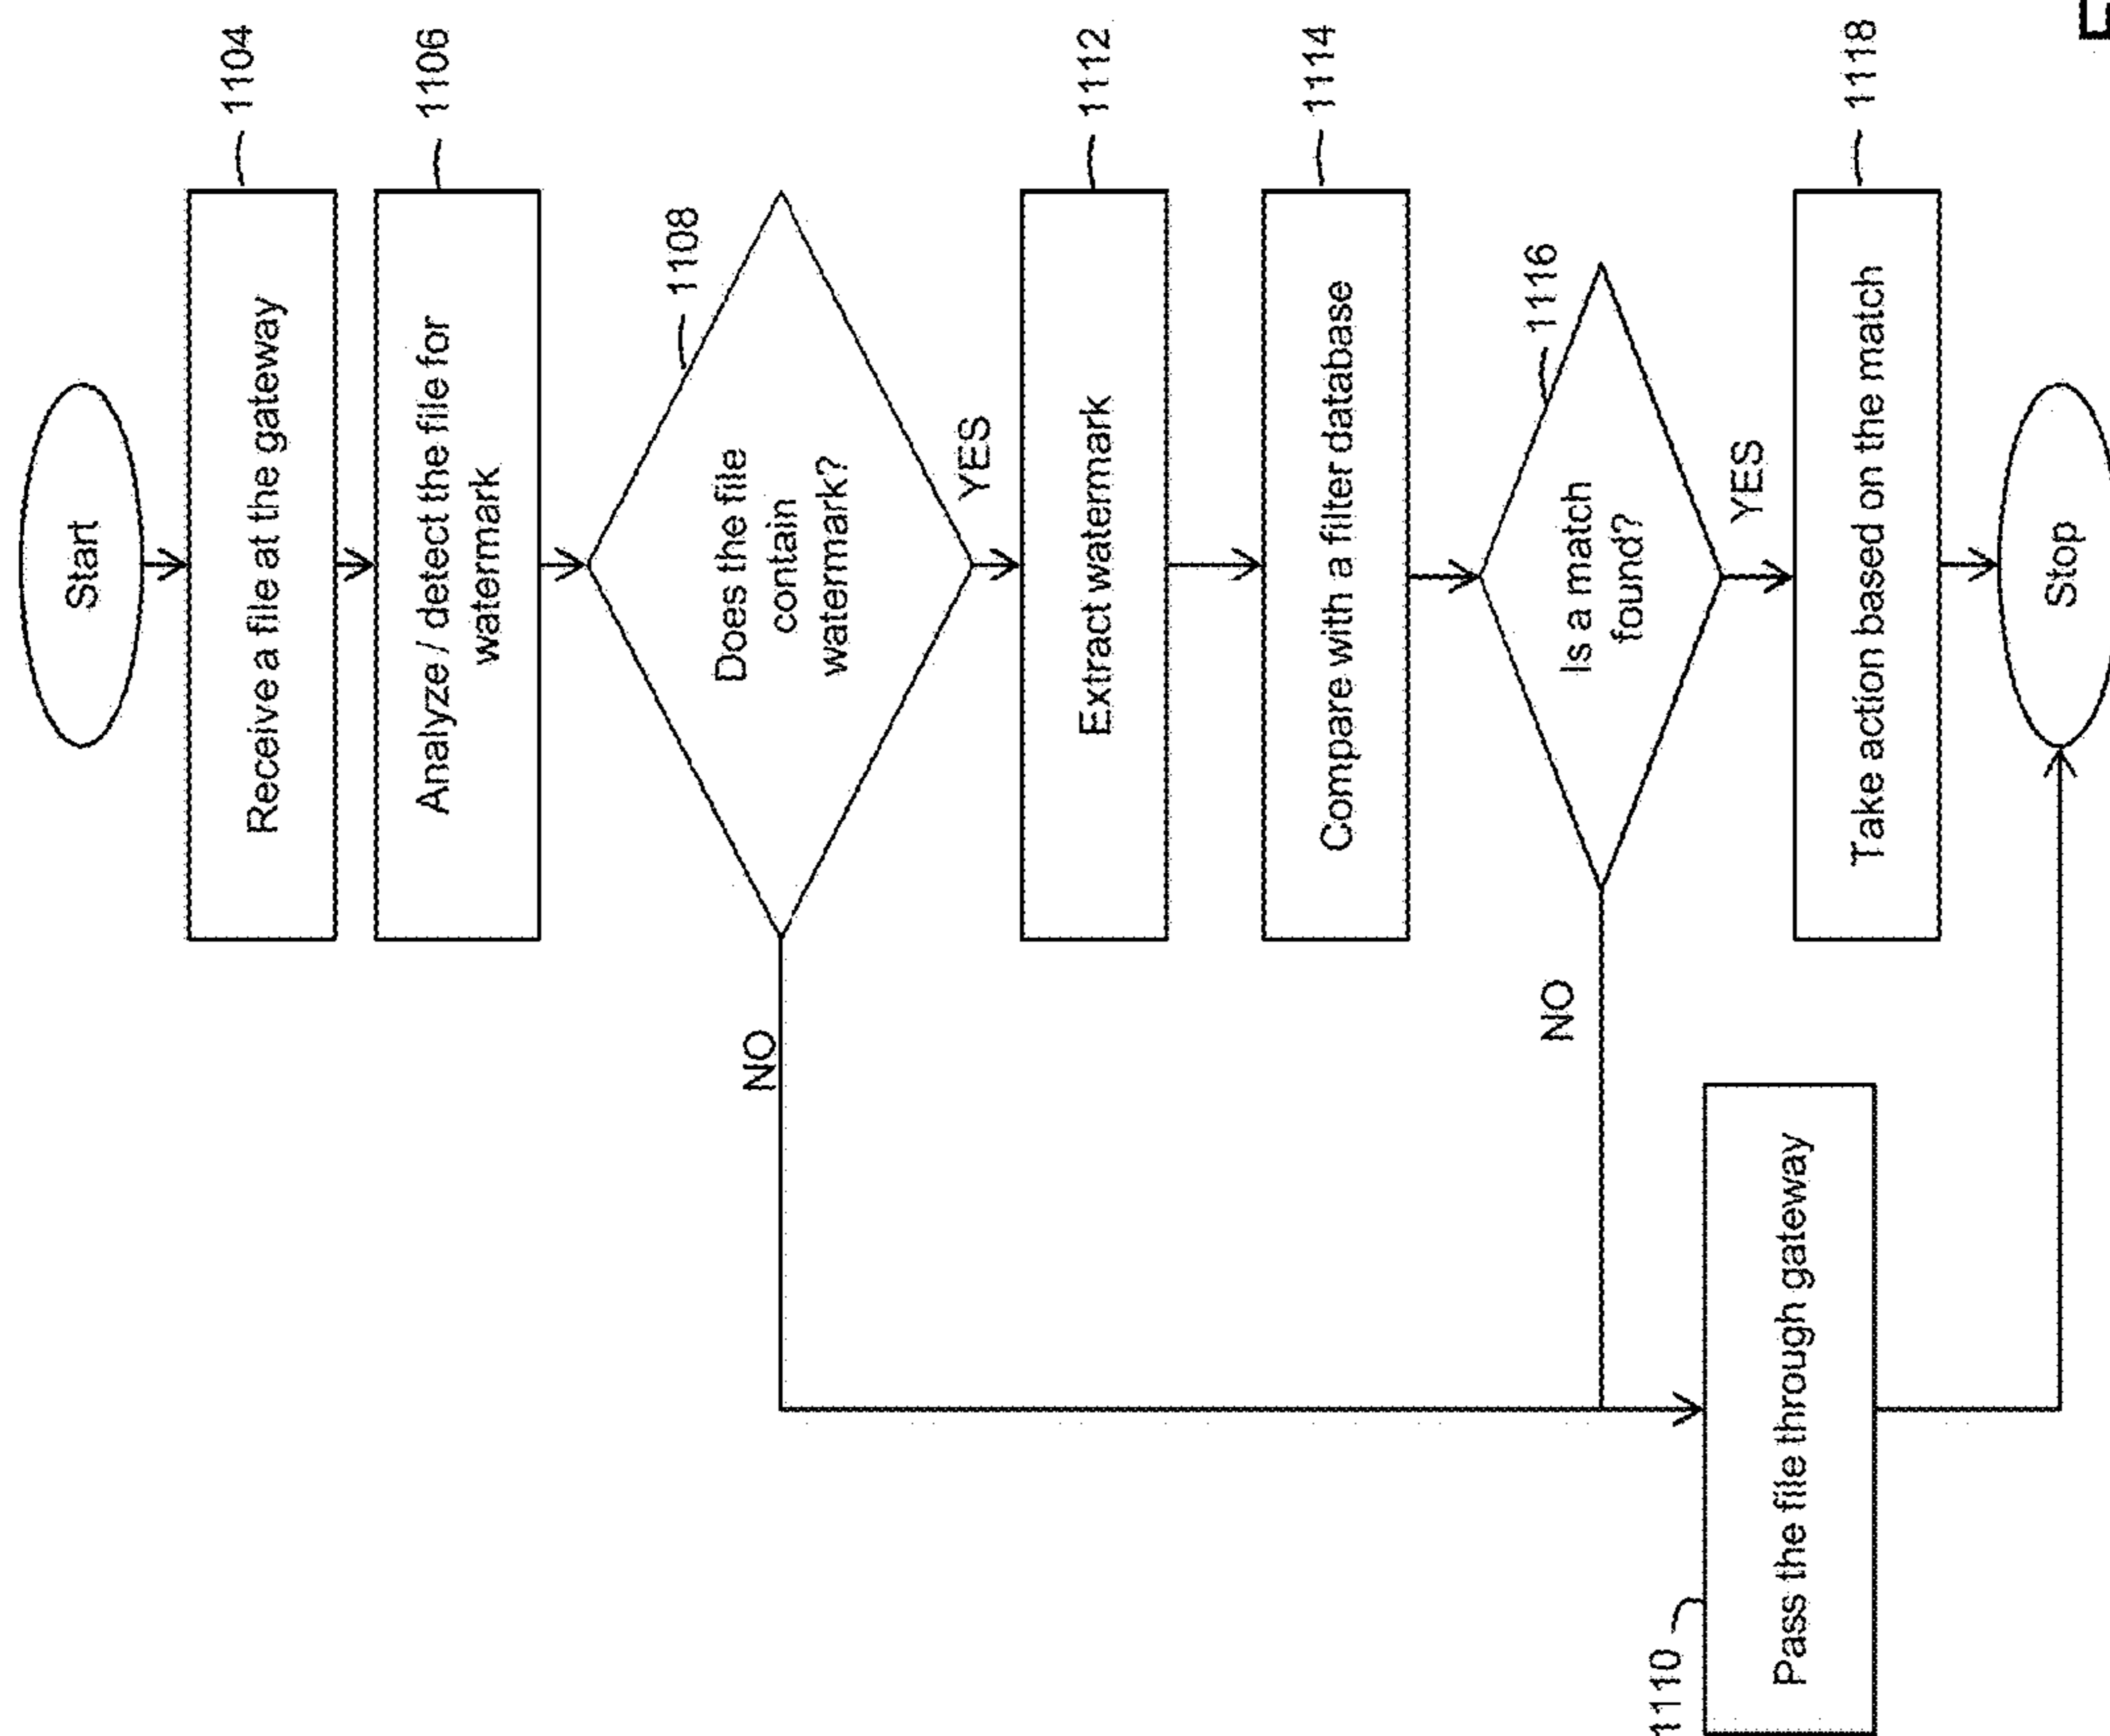 Start
Receive a file at the gateway
1104
Analyze / detect the file for
watermark
1106
Does the file
contain
watermark?
1108
NO
YES
Extract watermark
1112
Compare with a filter database
1114
Is a match
found?
1116
NO
YES
Pass the file through gateway
1110
Take action based on the match
1118
Stop